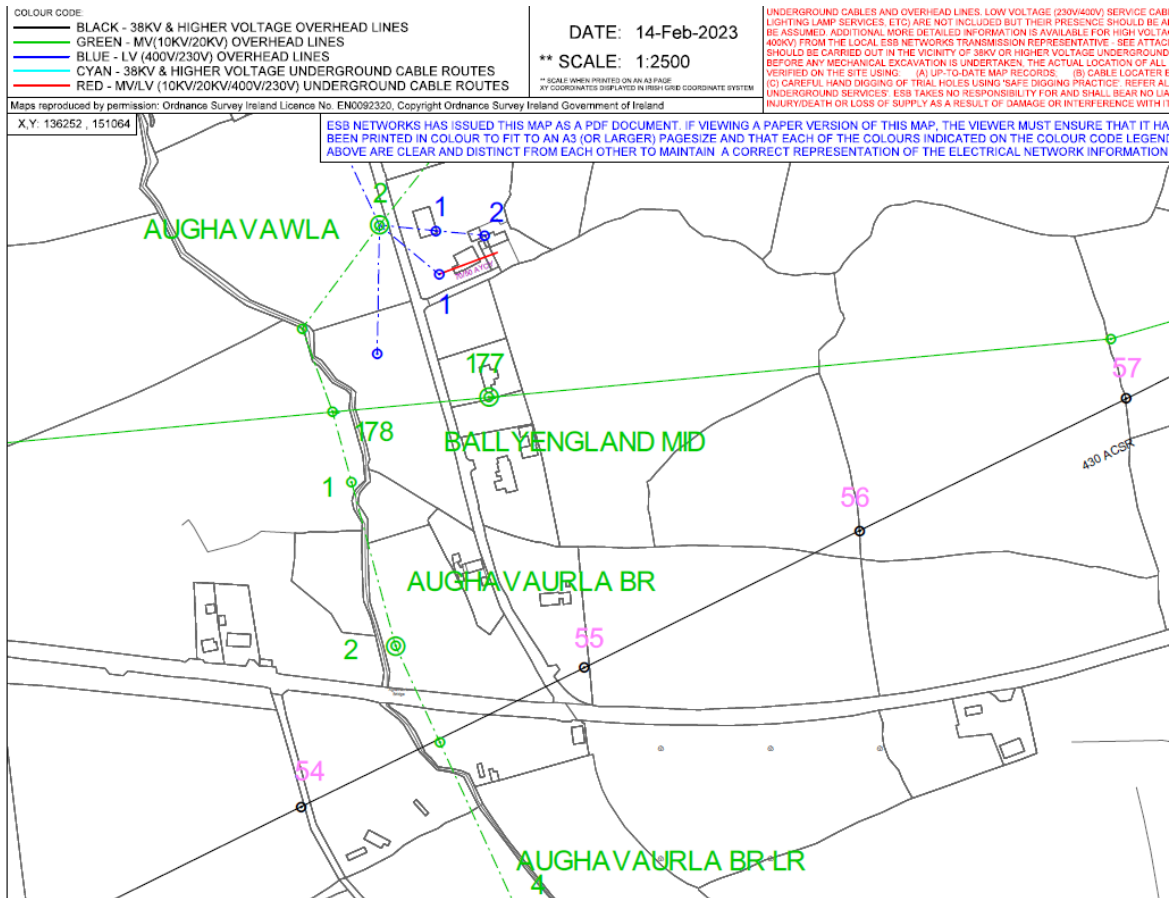 COLOUR CODE:
BLACK - 38KV & HIGHER VOLTAGE OVERHEAD LINES
GREEN - MV(10KV/20KV) OVERHEAD LINES
BLUE - LV (400V/230V) OVERHEAD LINES
CYAN - 38KV & HIGHER VOLTAGE UNDERGROUND CABLE ROUTES
RED - MV/LV (10KV/20KV/400V/230V) UNDERGROUND CABLE ROUTES
DATE: 14-Feb-2023
** SCALE: 1:2500
** SCALE WHEN PRINTED ON AN A3 PAGE
XY COORDINATES DISPLAYED IN IRISH GRID COORDINATE SYSTEM
UNDERGROUND CABLES AND OVERHEAD LINES. LOW VOLTAGE (230V/400V) SERVICE CABL
LIGHTING LAMP SERVICES, ETC) ARE NOT INCLUDED BUT THEIR PRESENCE SHOULD BE AN
BE ASSUMED. ADDITIONAL MORE DETAILED INFORMATION IS AVAILABLE FOR HIGH VOLTAG
400KV) FROM THE LOCAL ESB NETWORKS TRANSMISSION REPRESENTATIVE - SEE ATTACH
SHOULD BE CARRIED OUT IN THE VICINITY OF 38KV OR HIGHER VOLTAGE UNDERGROUND
BEFORE ANY MECHANICAL EXCAVATION IS UNDERTAKEN, THE ACTUAL LOCATION OF ALL
VERIFIED ON THE SITE USING: (A) UP-TO-DATE MAP RECORDS; (B) CABLE LOCATER E
(C) CAREFUL HAND DIGGING OF TRIAL HOLES USING 'SAFE DIGGING PRACTICE'. REFER AL
UNDERGROUND SERVICES'. ESB TAKES NO RESPONSIBILITY FOR AND SHALL BEAR NO LIA
INJURY/DEATH OR LOSS OF SUPPLY AS A RESULT OF DAMAGE OR INTERFERENCE WITH IT
Maps reproduced by permission: Ordnance Survey Ireland Licence No. EN0092320, Copyright Ordnance Survey Ireland Government of Ireland
X,Y: 136252 , 151064
ESB NETWORKS HAS ISSUED THIS MAP AS A PDF DOCUMENT. IF VIEWING A PAPER VERSION OF THIS MAP, THE VIEWER MUST ENSURE THAT IT HA
BEEN PRINTED IN COLOUR TO FIT TO AN A3 (OR LARGER) PAGESIZE AND THAT EACH OF THE COLOURS INDICATED ON THE COLOUR CODE LEGEND
ABOVE ARE CLEAR AND DISTINCT FROM EACH OTHER TO MAINTAIN A CORRECT REPRESENTATION OF THE ELECTRICAL NETWORK INFORMATION
2
1
2
AUGHAVAWLA
1
177
57
178
BALLYENGLAND MID
430 ACSR
1
56
AUGHAVAURLA BR
55
2
54
AUGHAVAURLA BR LR
4